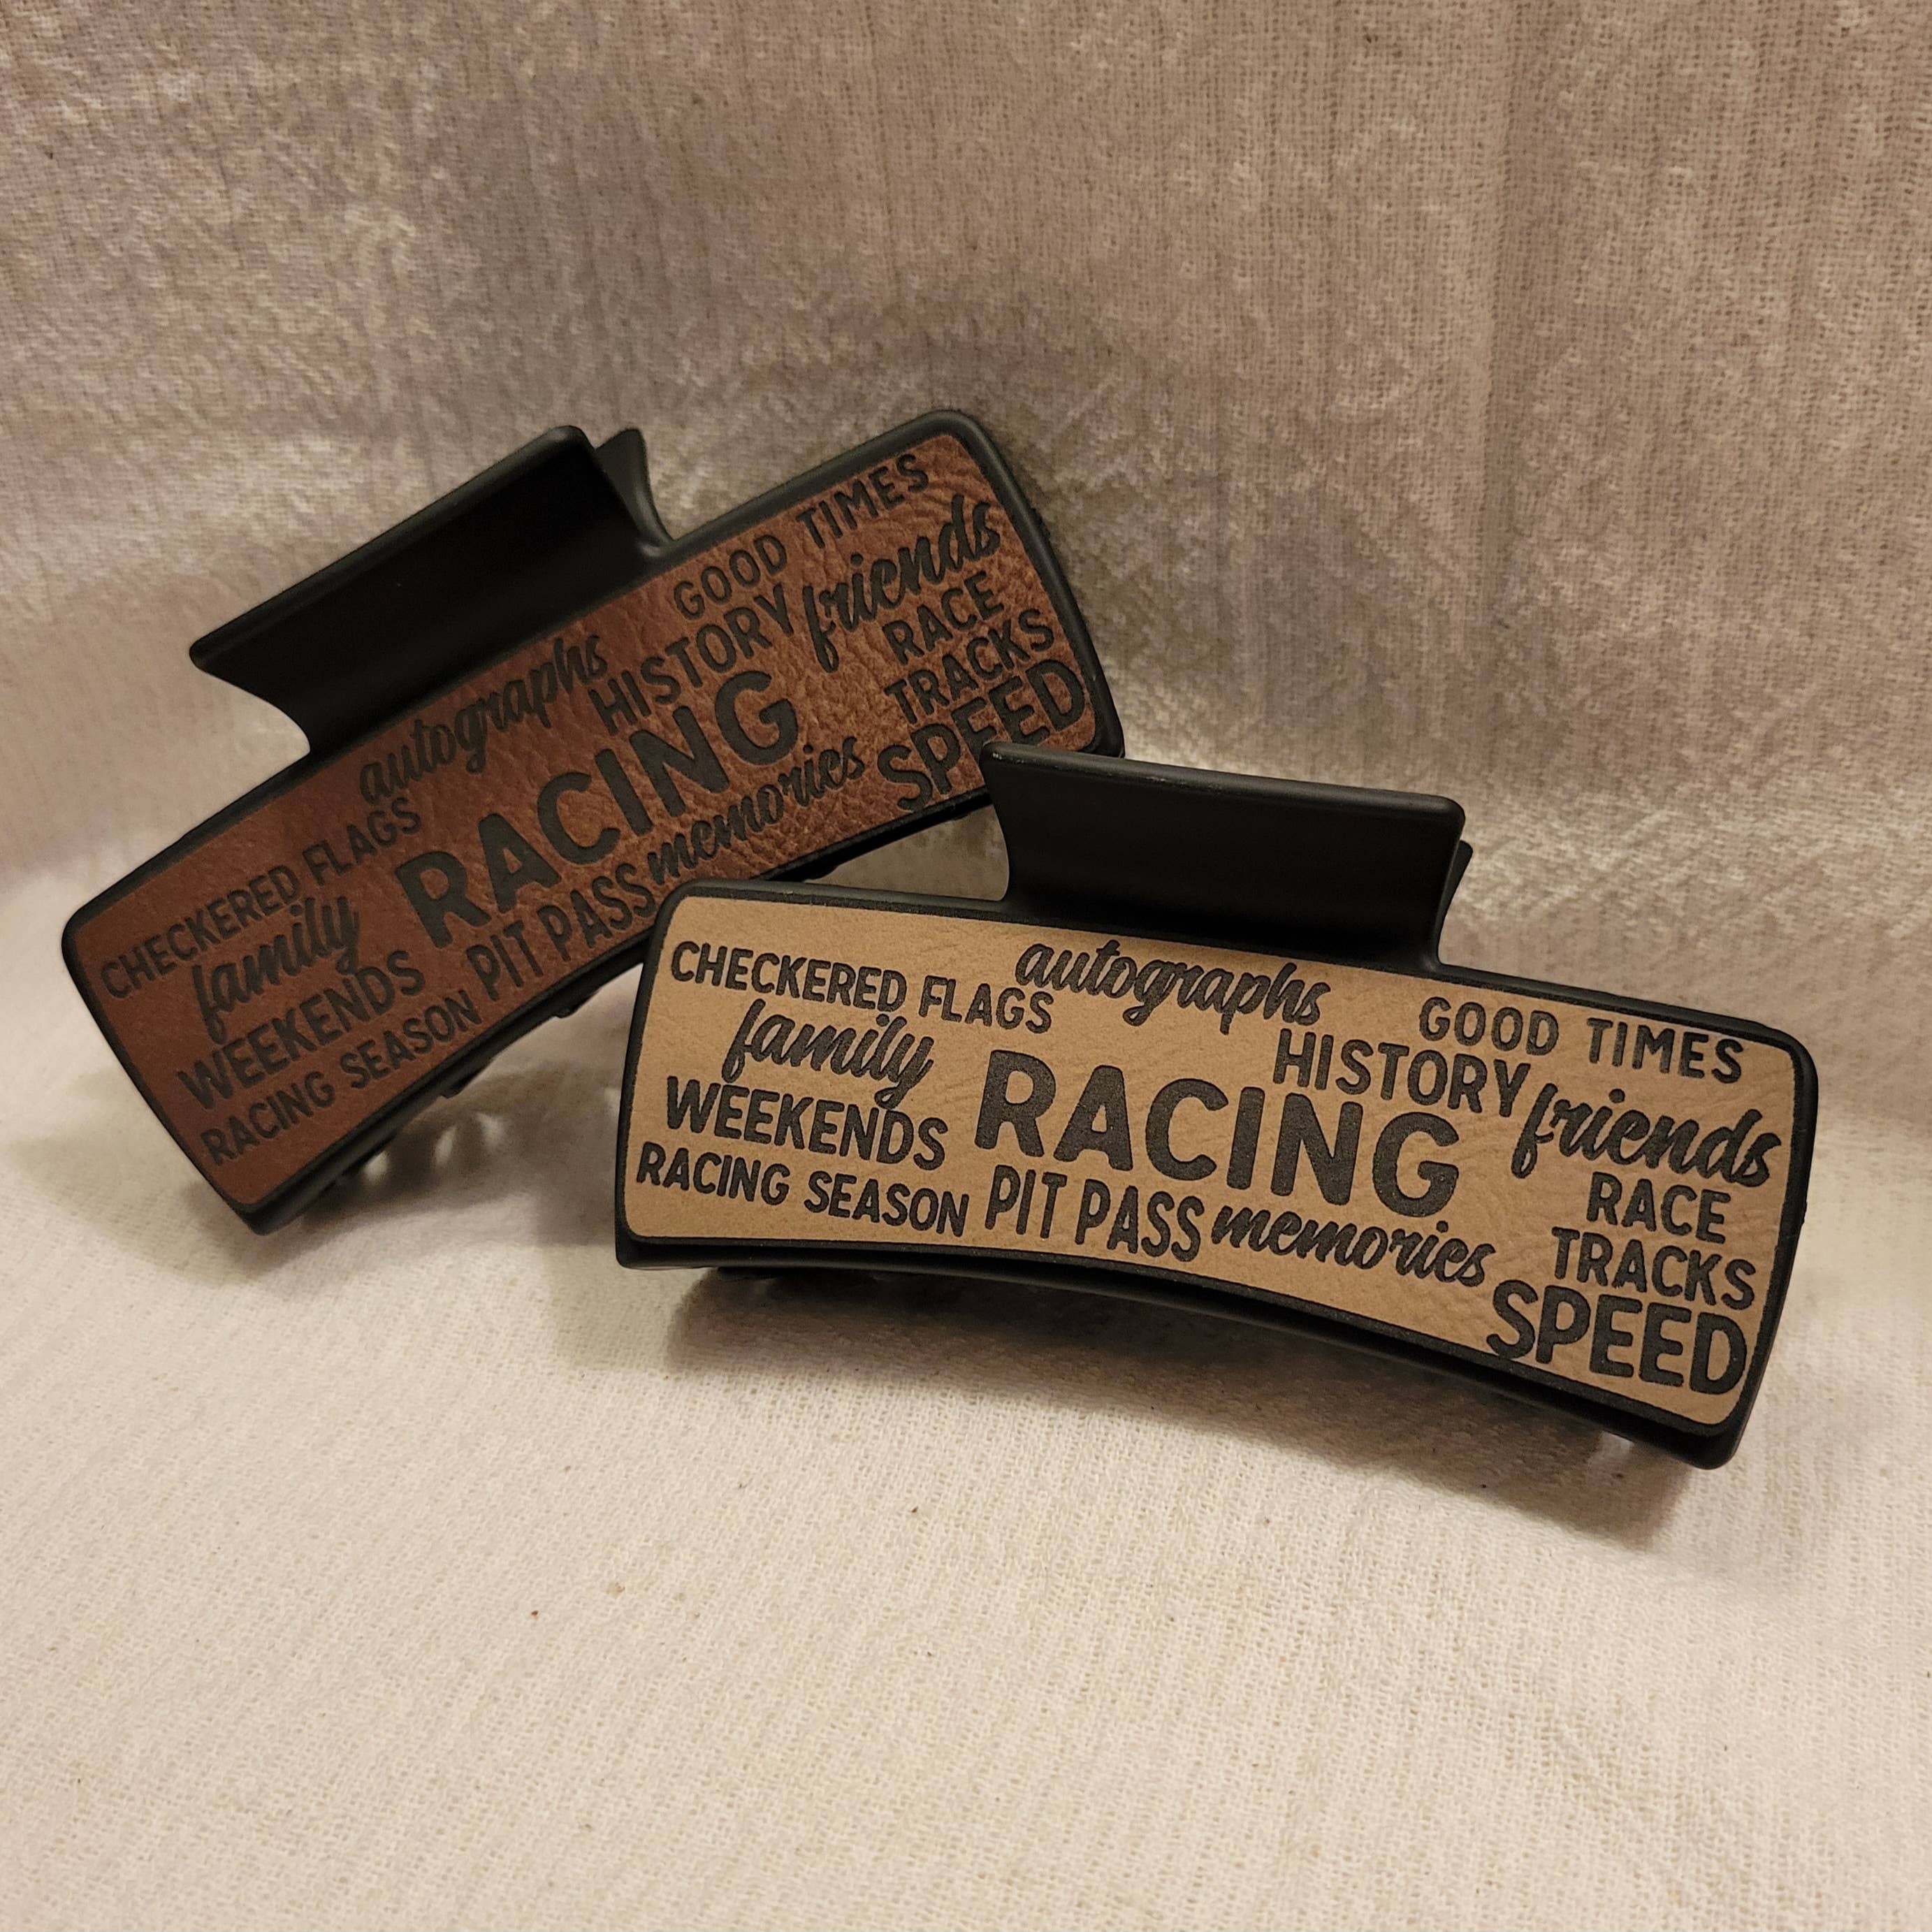 GOOD TIMES
autographs
HISTORY
friends
CHECKERED FLAGS
RACING
RACE
TRACKS
family
memories
SPEED
WEEKENDS
PIT PASS
RACING SEASON
autographs
CHECKERED FLAGS
GOOD TIMES
family
HISTORY
friends
WEEKENDS
RACING
RACE
RACING SEASON
PIT PASS
memories
TRACKS
SPEED